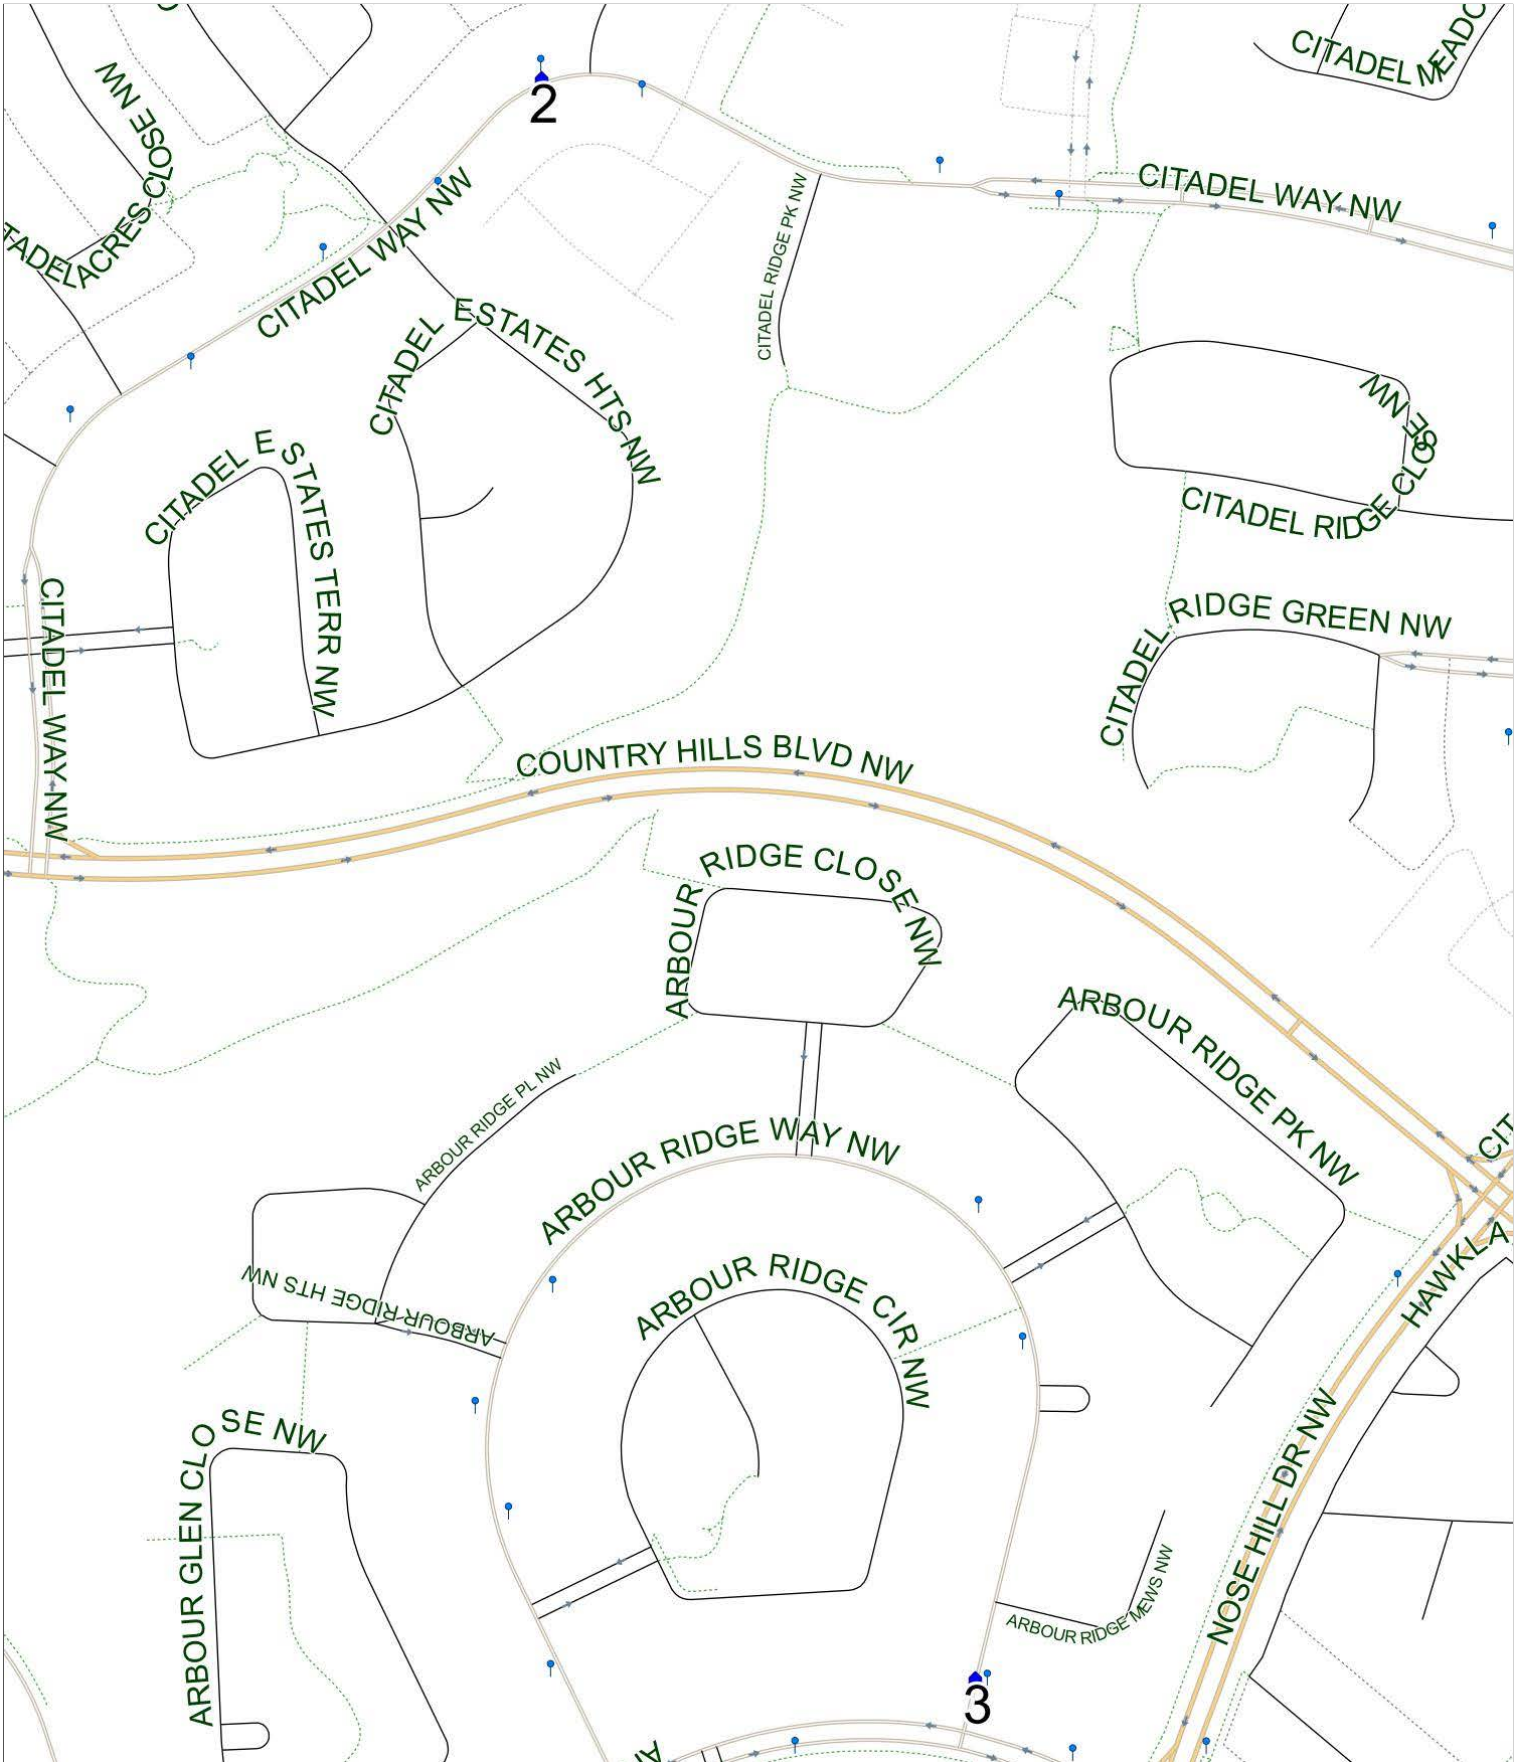 CITADEL MEADO
CLOSE NW
2
CITADEL WAY NW
CITADELACRES CLOSE NW
CITADEL WAY NW
CITADEL RIDGE PK NW
CITADEL ESTATES HTS NW
CITADEL ESTATES TERR NW
CITADEL RIDGE CLOSE NW
CITADEL RIDGE GREEN NW
CITADEL WAY NW
COUNTRY HILLS BLVD NW
ARBOUR RIDGE CLOSE NW
ARBOUR RIDGE PK NW
ARBOUR RIDGE PL NW
ARBOUR RIDGE WAY NW
CIT
HAWKLA
ARBOUR RIDGE CIR NW
ARBOUR RIDGE HTS NW
ARBOUR GLEN CLOSE NW
NOSE HILL DR NW
ARBOUR RIDGE MEWS NW
3